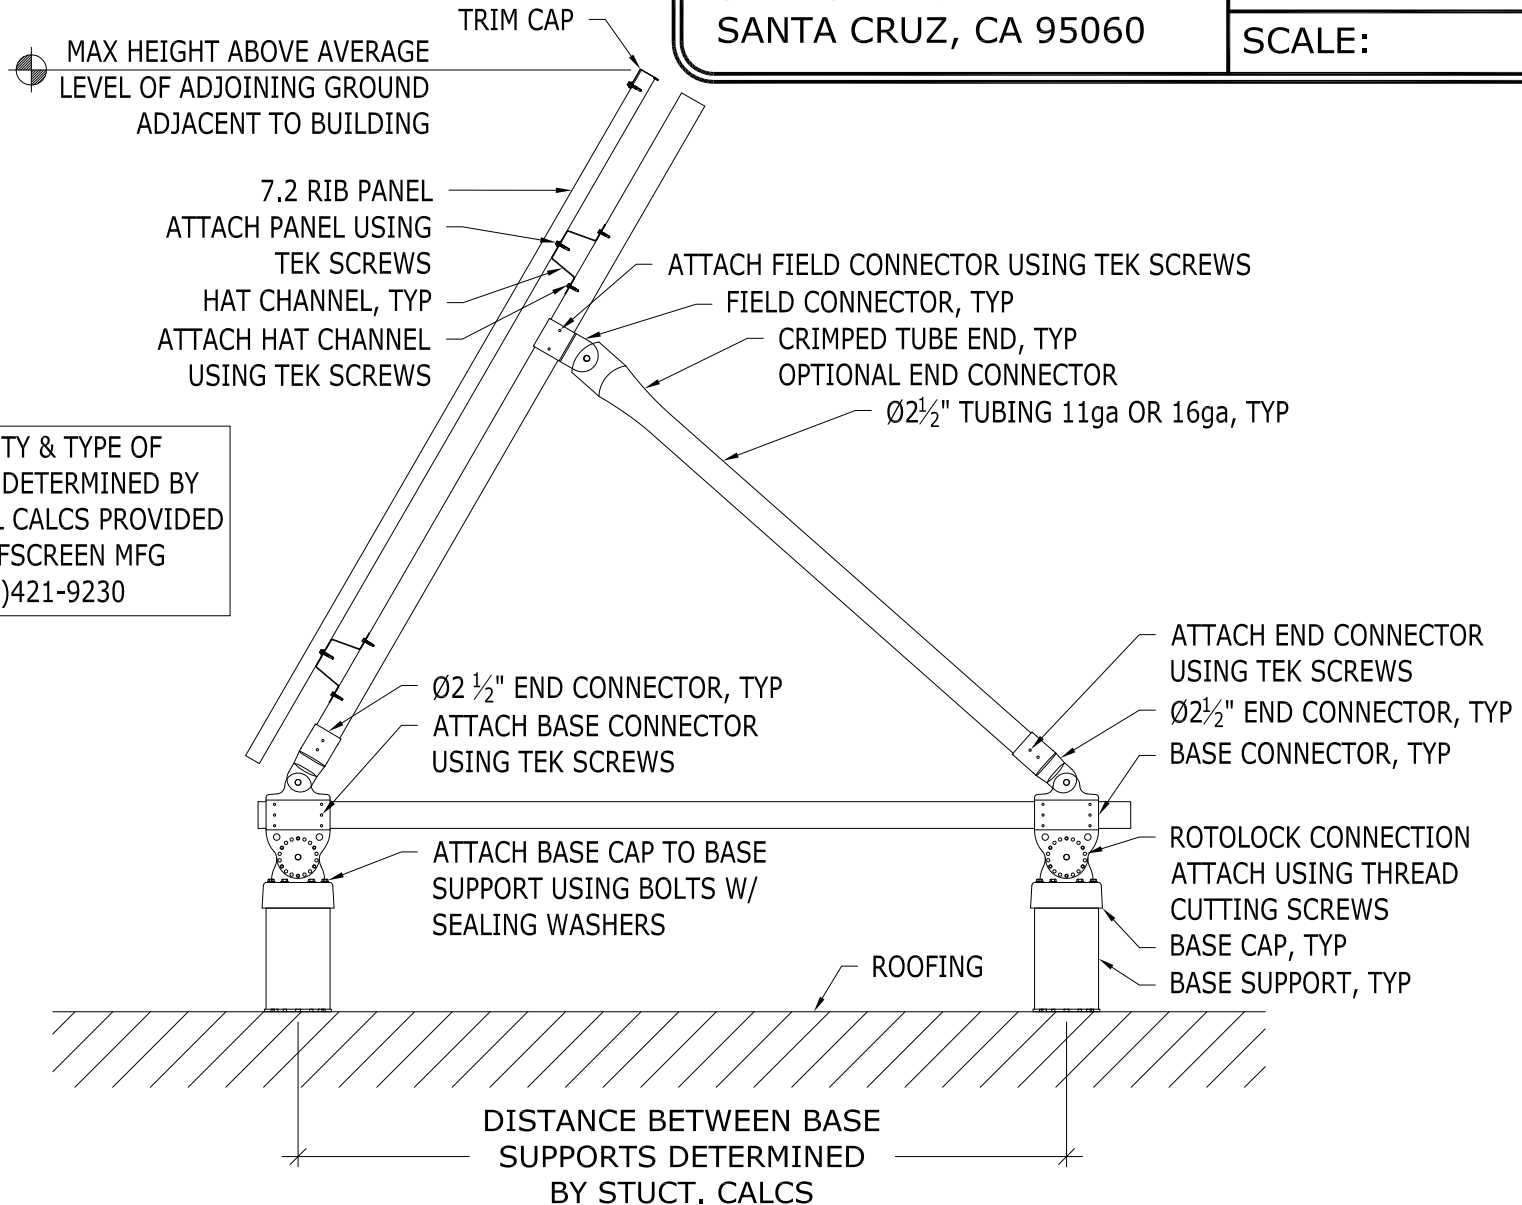 TRIM CAP
SANTA CRUZ, CA 95060
SCALE:
MAX HEIGHT ABOVE AVERAGE
LEVEL OF ADJOINING GROUND
ADJACENT TO BUILDING
7.2 RIB PANEL
ATTACH PANEL USING
TEK SCREWS
HAT CHANNEL, TYP
ATTACH HAT CHANNEL
USING TEK SCREWS
ATTACH FIELD CONNECTOR USING TEK SCREWS
FIELD CONNECTOR, TYP
CRIMPED TUBE END, TYP
OPTIONAL END CONNECTOR
Ø2½" TUBING 11ga OR 16ga, TYP
TY & TYPE OF
DETERMINED BY
L CALCS PROVIDED
FSCREEN MFG
)421-9230
Ø2 ½" END CONNECTOR, TYP
ATTACH BASE CONNECTOR
USING TEK SCREWS
ATTACH END CONNECTOR
USING TEK SCREWS
Ø2½" END CONNECTOR, TYP
BASE CONNECTOR, TYP
ATTACH BASE CAP TO BASE
SUPPORT USING BOLTS W/
SEALING WASHERS
ROTOLOCK CONNECTION
ATTACH USING THREAD
CUTTING SCREWS
BASE CAP, TYP
BASE SUPPORT, TYP
ROOFING
DISTANCE BETWEEN BASE
SUPPORTS DETERMINED
BY STUCT. CALCS